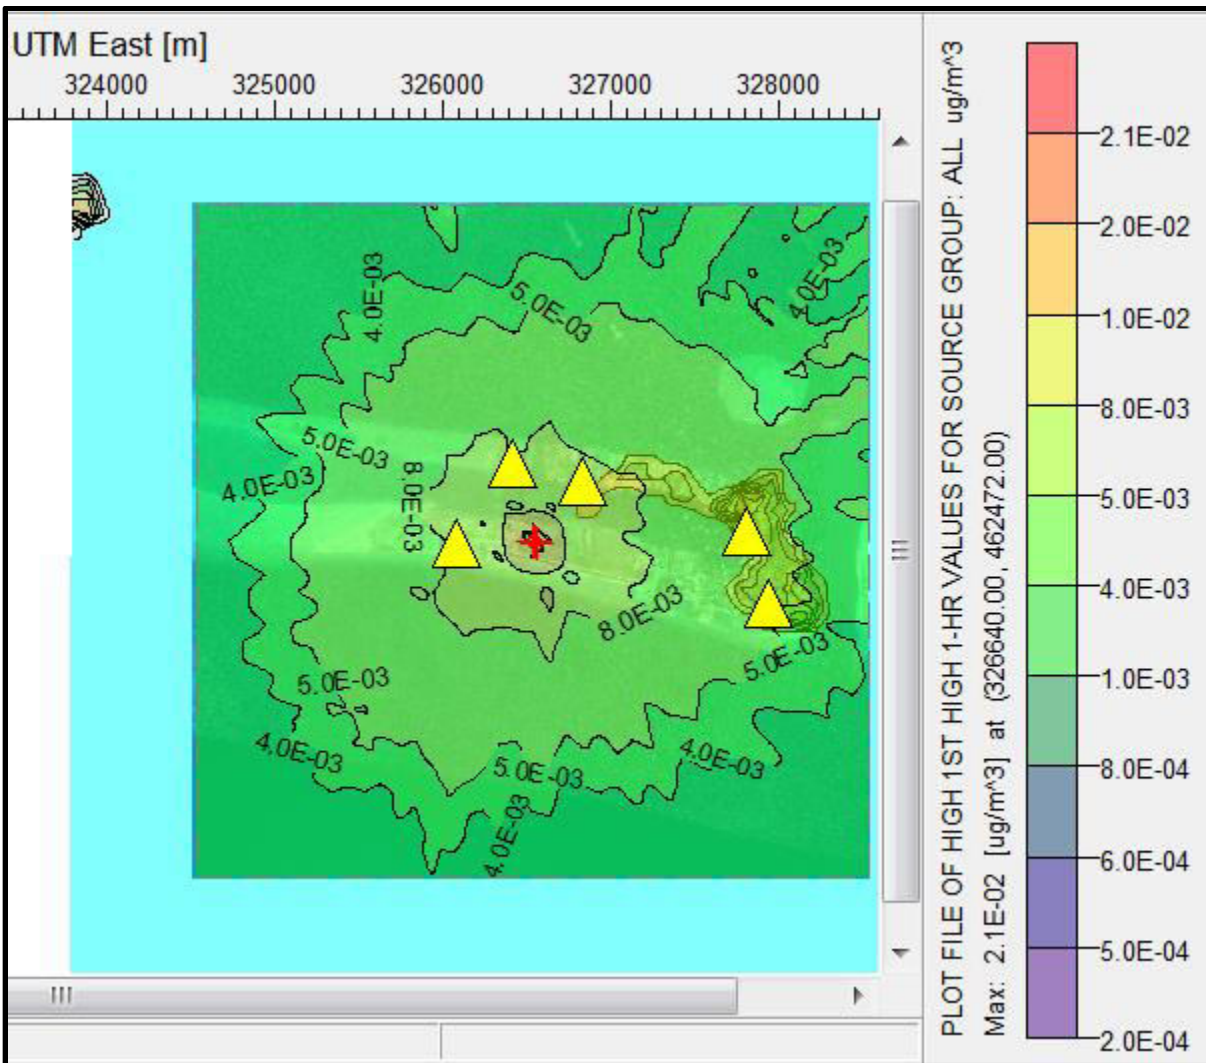 UTM East [m]
324000 325000 326000 327000 328000
4.0E-03
5.0E-03
4.0E-03
5.0E-03
4.0E-03
8.0E-03
8.0E-03
5.0E-03
5.0E-03
4.0E-03
5.0E-03
4.0E-03
4.0E-03
PLOT FILE OF HIGH 1ST HIGH 1-HR VALUES FOR SOURCE GROUP: ALL ug/m^3
Max: 2.1E-02 [ug/m^3] at (326640.00, 462472.00)
2.1E-02
2.0E-02
1.0E-02
8.0E-03
5.0E-03
4.0E-03
1.0E-03
8.0E-04
6.0E-04
5.0E-04
2.0E-04